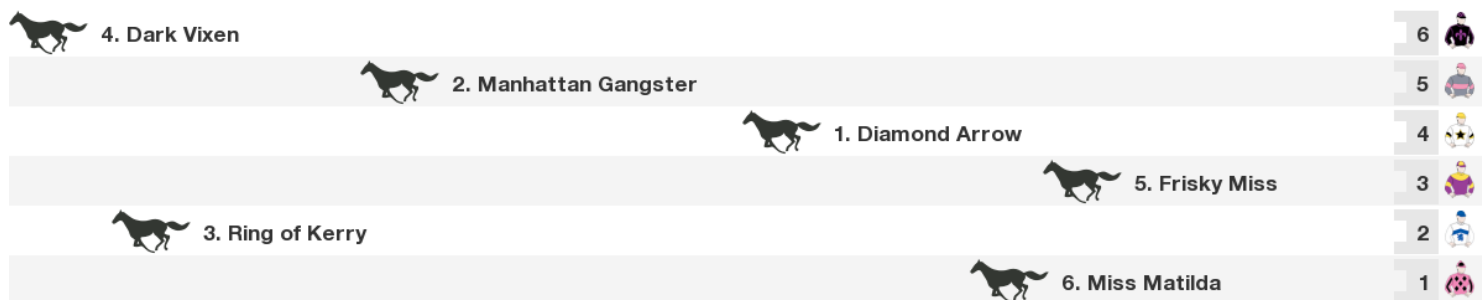 4. Dark Vixen 6
2. Manhattan Gangster 5
1. Diamond Arrow 4
5. Frisky Miss 3
3. Ring of Kerry 2
6. Miss Matilda 1